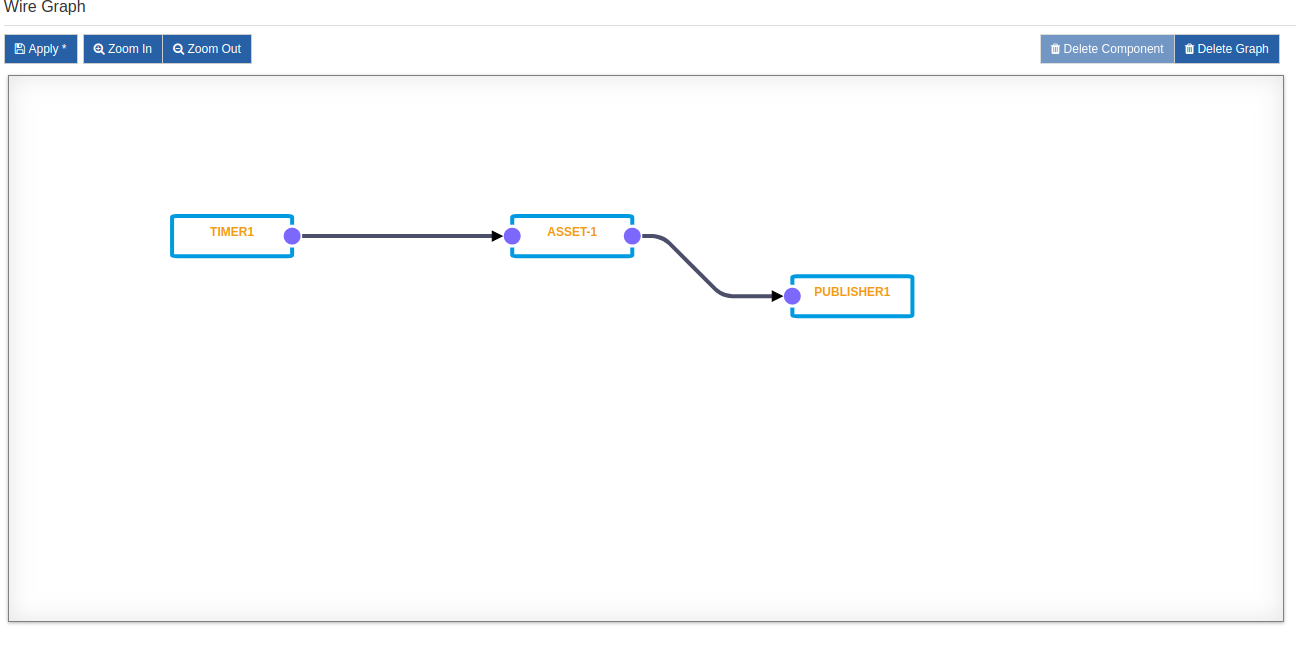 Wire Graph
Apply * Zoom In Zoom Out Delete Component Delete Graph
TIMER1 ASSET-1
PUBLISHER1